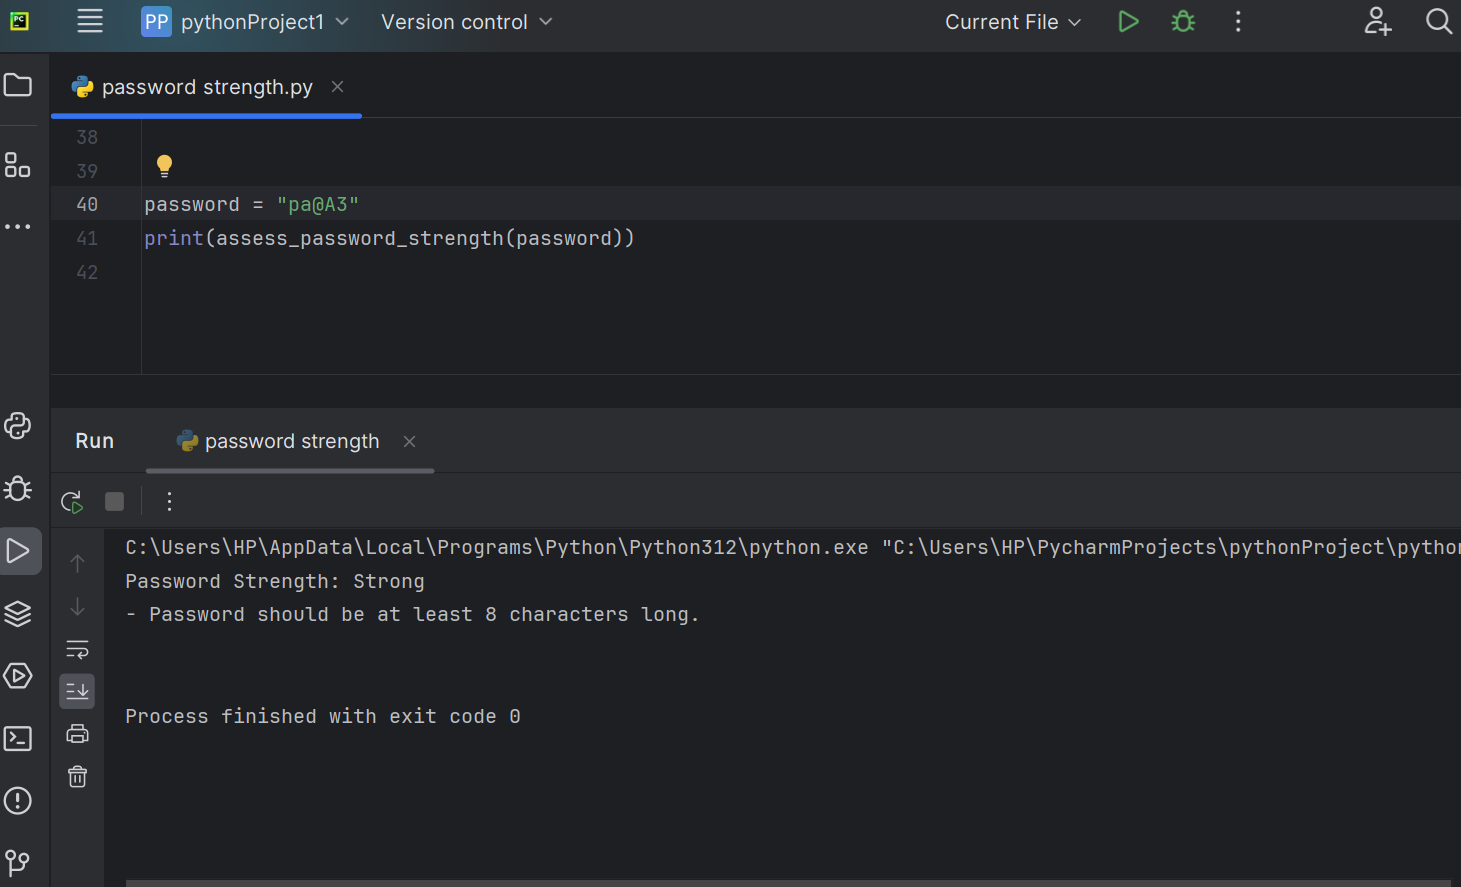 PC
PP pythonProject1 Version control Current File
password strength.py
38
39
40 password = "pa@A3"
41 print(assess_password_strength(password))
42
Run password strength
C:\Users\HP\AppData\Local\Programs\Python\Python312\python.exe "C:\Users\HP\PycharmProjects\pythonProject\pytho
Password Strength: Strong
- Password should be at least 8 characters long.
Process finished with exit code 0